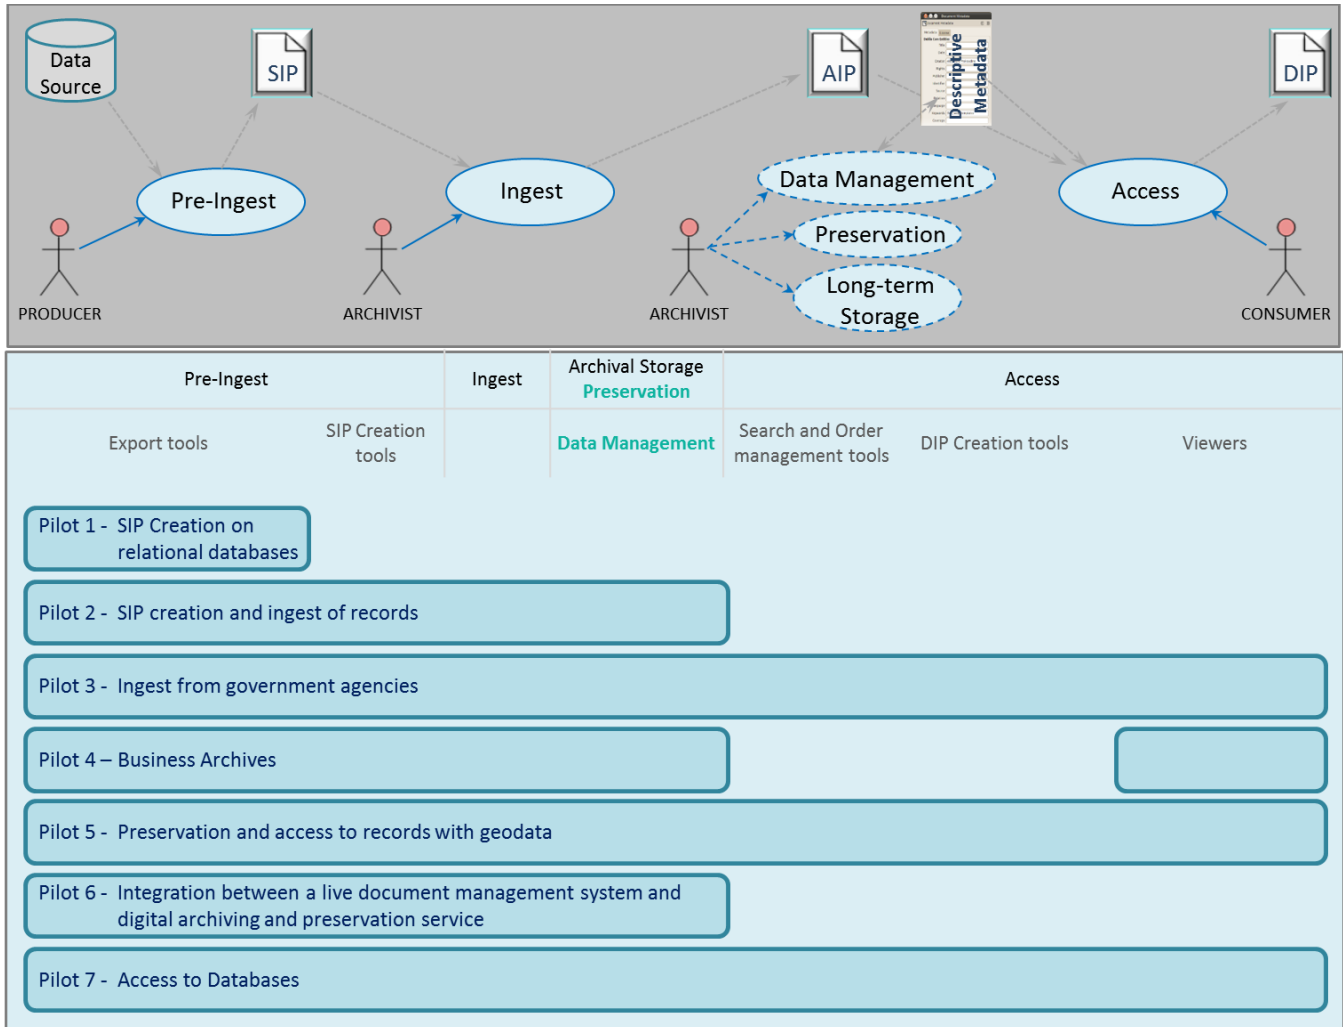 Data
Source
SIP
AIP
Descriptive
Metadata
DIP
Pre-Ingest
Ingest
Data Management
Preservation
Long-term
Storage
Access
PRODUCER
ARCHIVIST
ARCHIVIST
CONSUMER
Pre-Ingest
Ingest
Archival Storage
Preservation
Access
Export tools
SIP Creation
tools
Data Management
Search and Order
management tools
DIP Creation tools
Viewers
Pilot 1 - SIP Creation on
relational databases
Pilot 2 - SIP creation and ingest of records
Pilot 3 - Ingest from government agencies
Pilot 4 – Business Archives
Pilot 5 - Preservation and access to records with geodata
Pilot 6 - Integration between a live document management system and
digital archiving and preservation service
Pilot 7 - Access to Databases